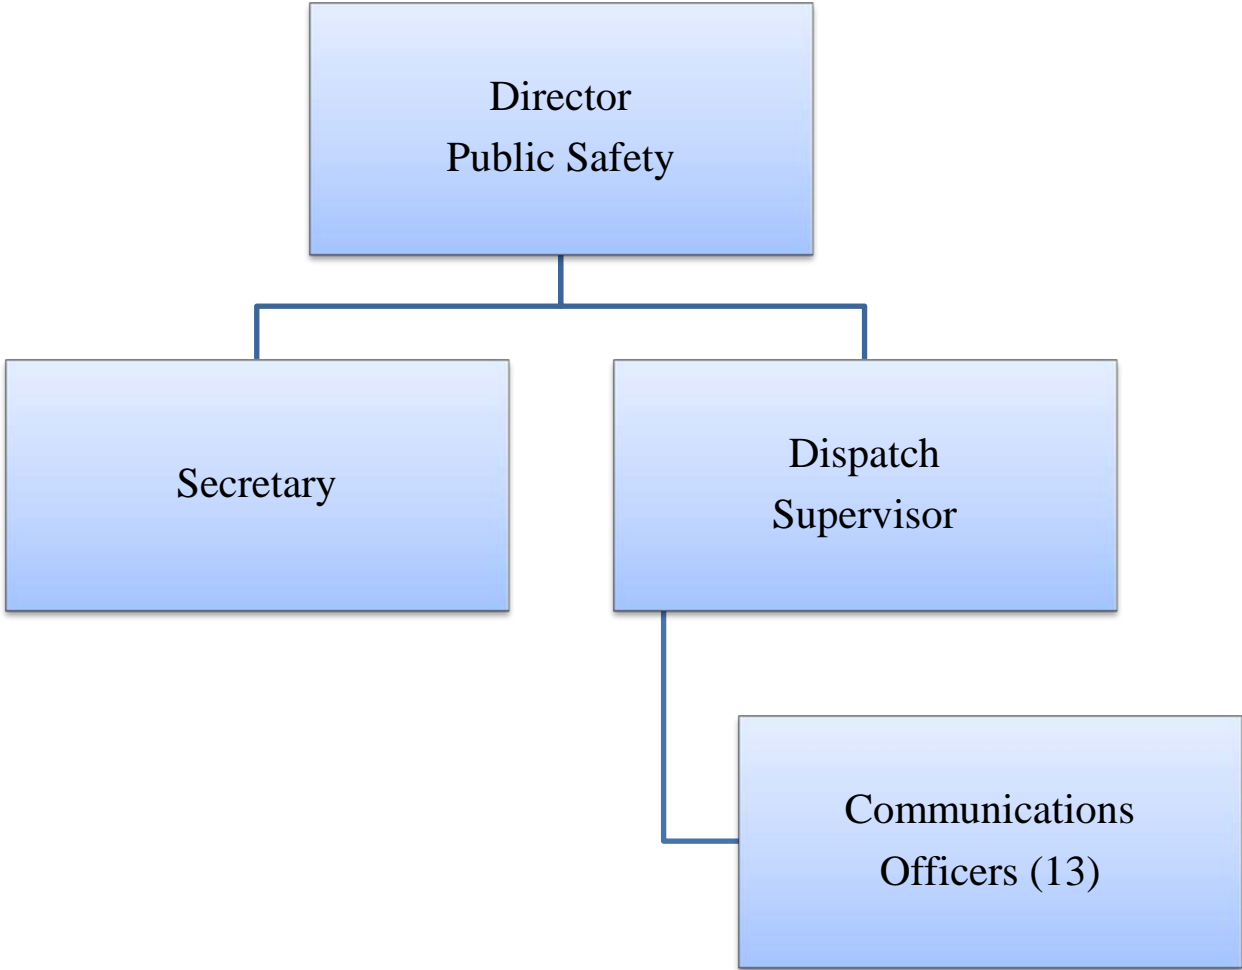 Director
Public Safety
Secretary
Dispatch
Supervisor
Communications
Officers (13)